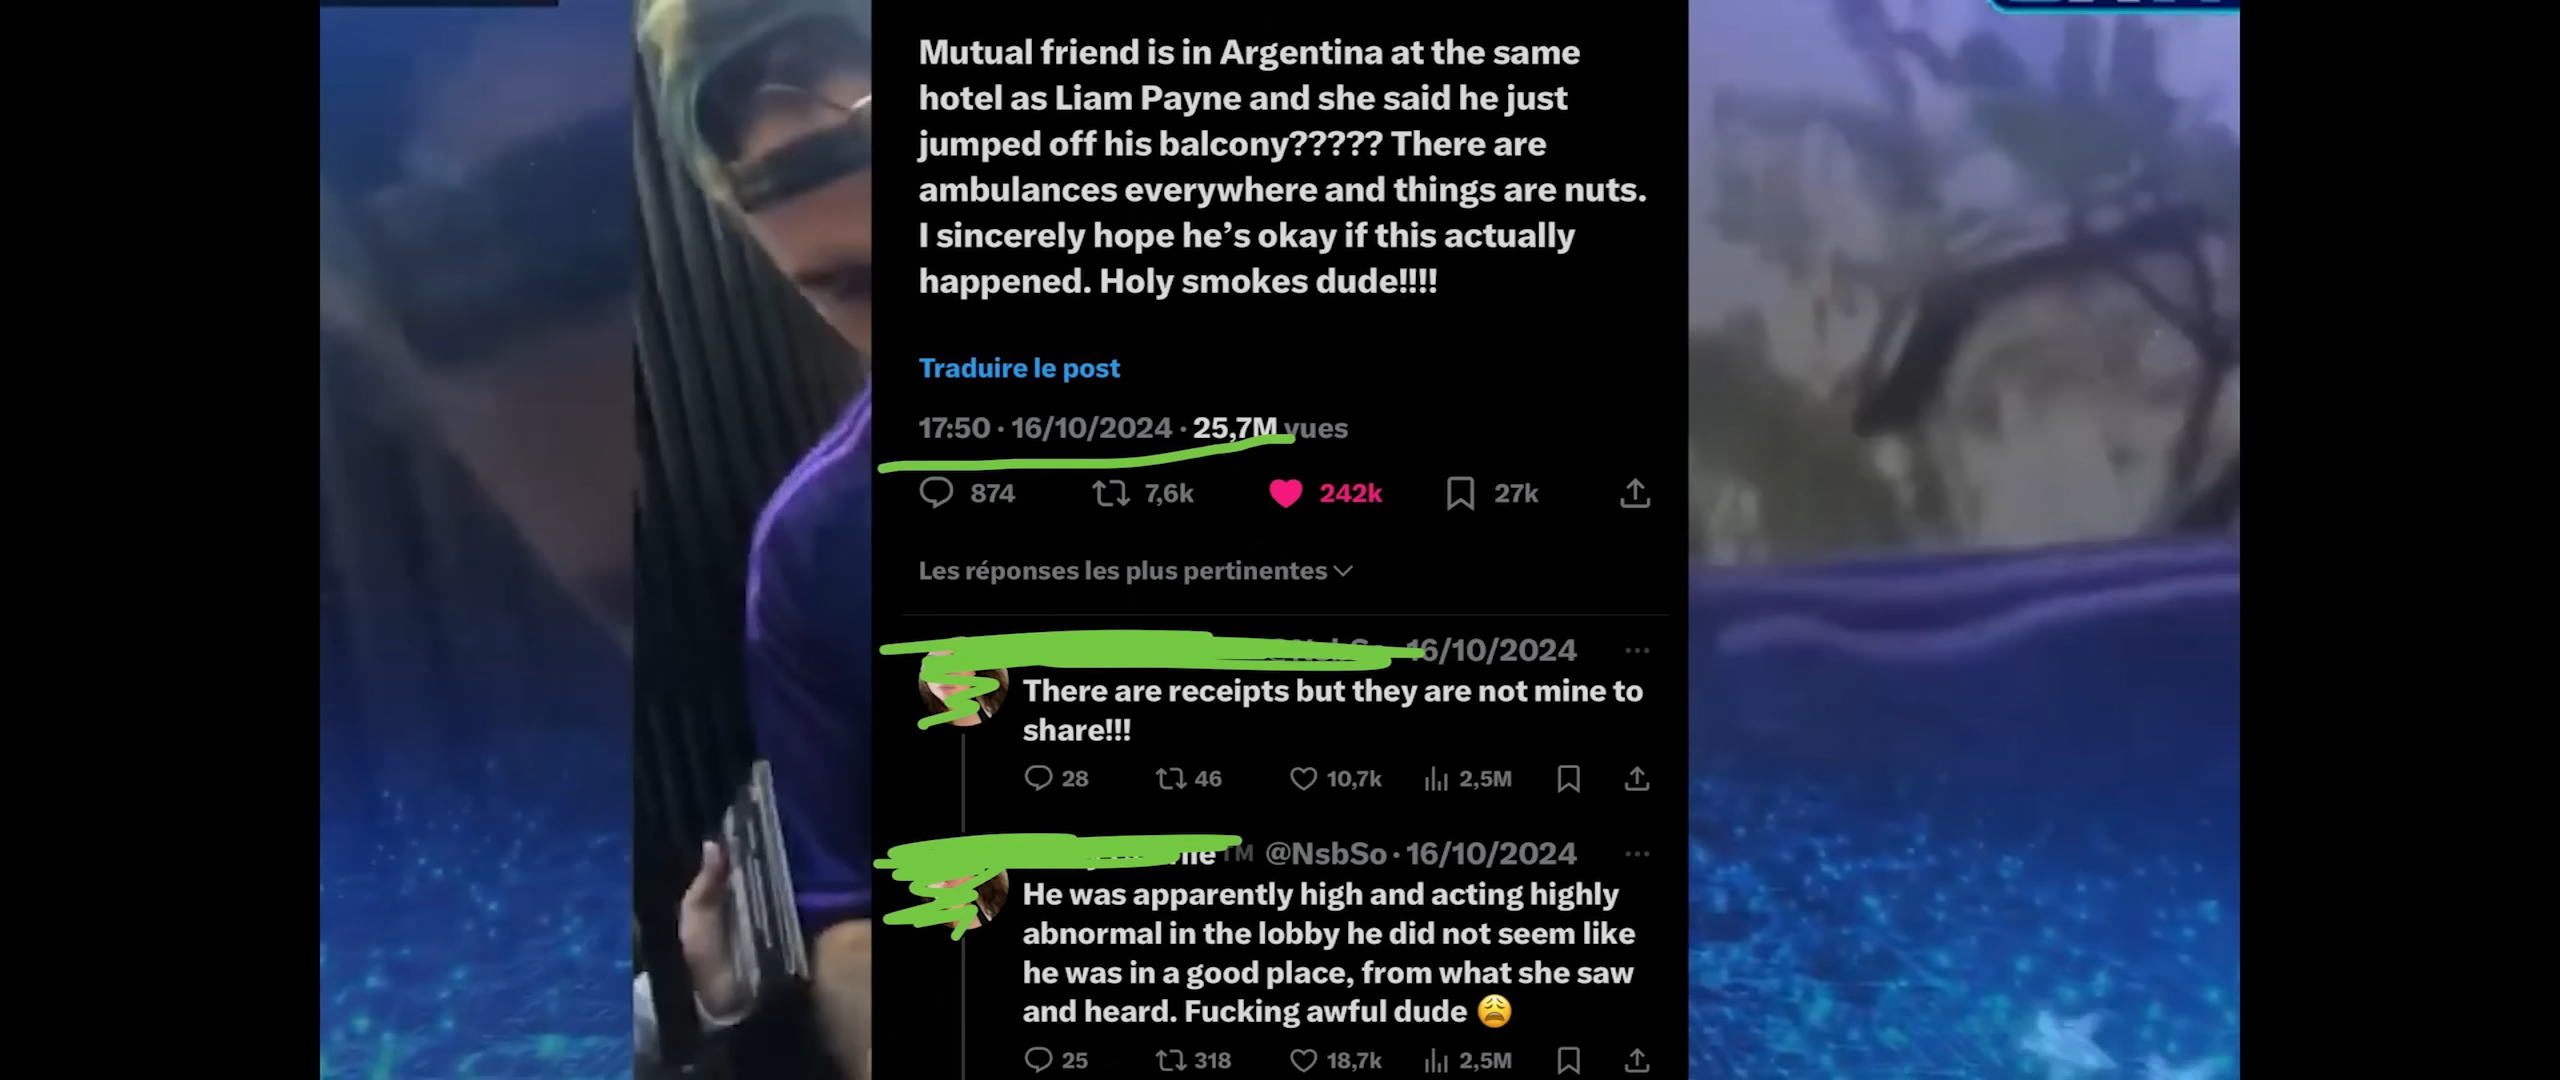 Mutual friend is in Argentina at the same
hotel as Liam Payne and she said he just
jumped off his balcony????? There are
ambulances everywhere and things are nuts.
I sincerely hope he’s okay if this actually
happened. Holy smokes dude!!!!
Traduire le post
17:50 · 16/10/2024 · 25,7M vues
874 7,6k 242k 27k
Les réponses les plus pertinentes
16/10/2024
There are receipts but they are not mine to
share!!!
28 46 10,7k 2,5M
TM @NsbSo · 16/10/2024
He was apparently high and acting highly
abnormal in the lobby he did not seem like
he was in a good place, from what she saw
and heard. Fucking awful dude 😩
25 318 18,7k 2,5M